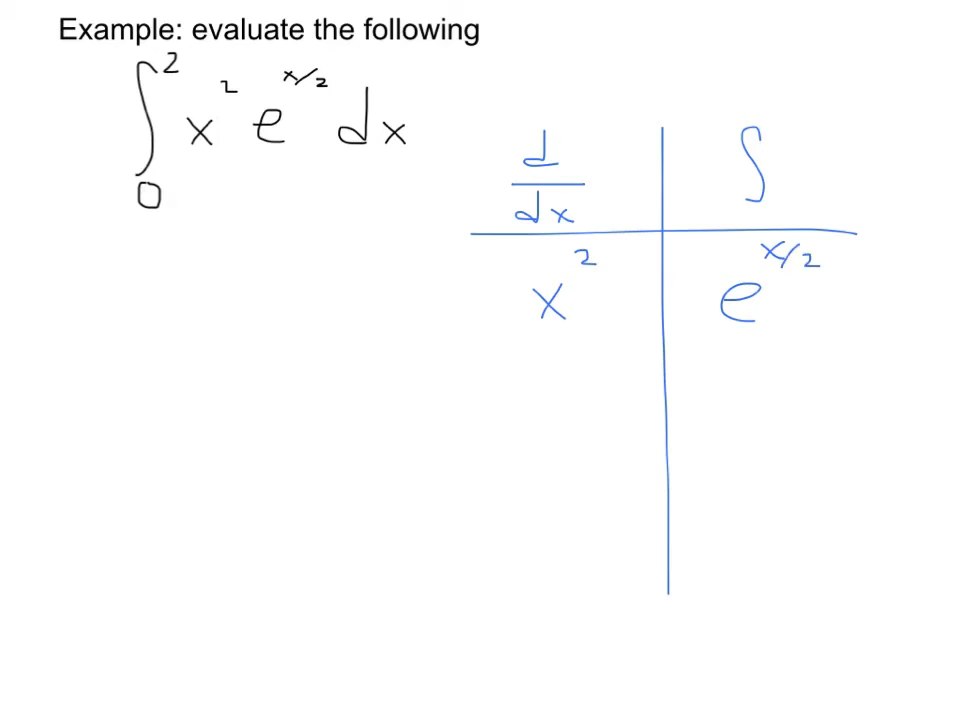 Example: evaluate the following
∫₀² x² e^(x/2) dx
d/dx | ∫
x² | e^(x/2)